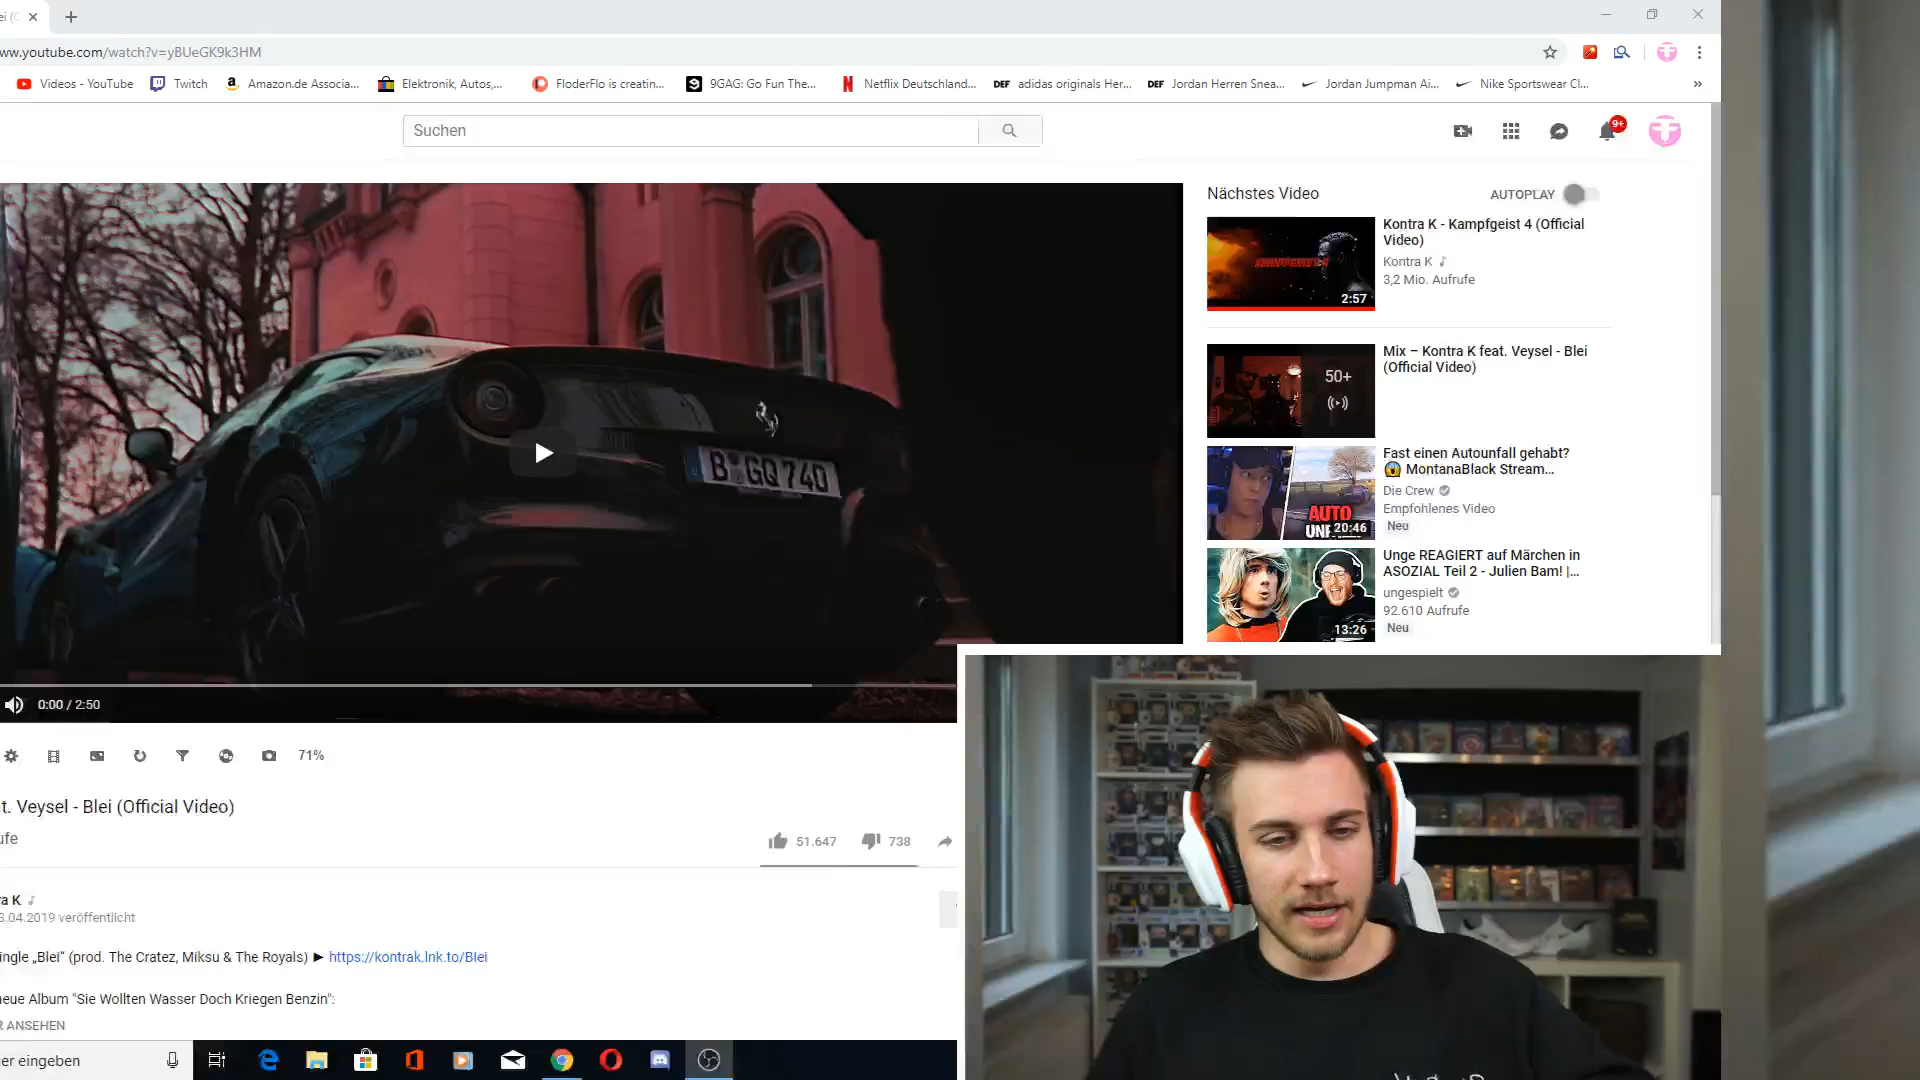 ei (
ww.youtube.com/watch?v=yBUeGK9k3HM
Videos - YouTube
Twitch
Amazon.de Associa...
Elektronik, Autos,...
FloderFlo is creatin...
9GAG: Go Fun The...
Netflix Deutschland...
adidas originals Her...
Jordan Herren Snea...
Jordan Jumpman Ai...
Nike Sportswear Cl...
»
Suchen
9+
B GQ 740
0:00 / 2:50
71%
t. Veysel - Blei (Official Video)
ufe
51.647
738
ra K
3.04.2019 veröffentlicht
ingle „Blei“ (prod. The Cratez, Miksu & The Royals) ► https://kontrak.lnk.to/Blei
neue Album "Sie Wollten Wasser Doch Kriegen Benzin":
R ANSEHEN
er eingeben
Nächstes Video
AUTOPLAY
KAMPFGEIST 4
2:57
Kontra K - Kampfgeist 4 (Official
Video)
Kontra K
3,2 Mio. Aufrufe
50+
Mix – Kontra K feat. Veysel - Blei
(Official Video)
AUTO
UNF
20:46
Fast einen Autounfall gehabt?
MontanaBlack Stream...
Die Crew
Empfohlenes Video
Neu
13:26
Unge REAGIERT auf Märchen in
ASOZIAL Teil 2 - Julien Bam! |...
ungespielt
92.610 Aufrufe
Neu